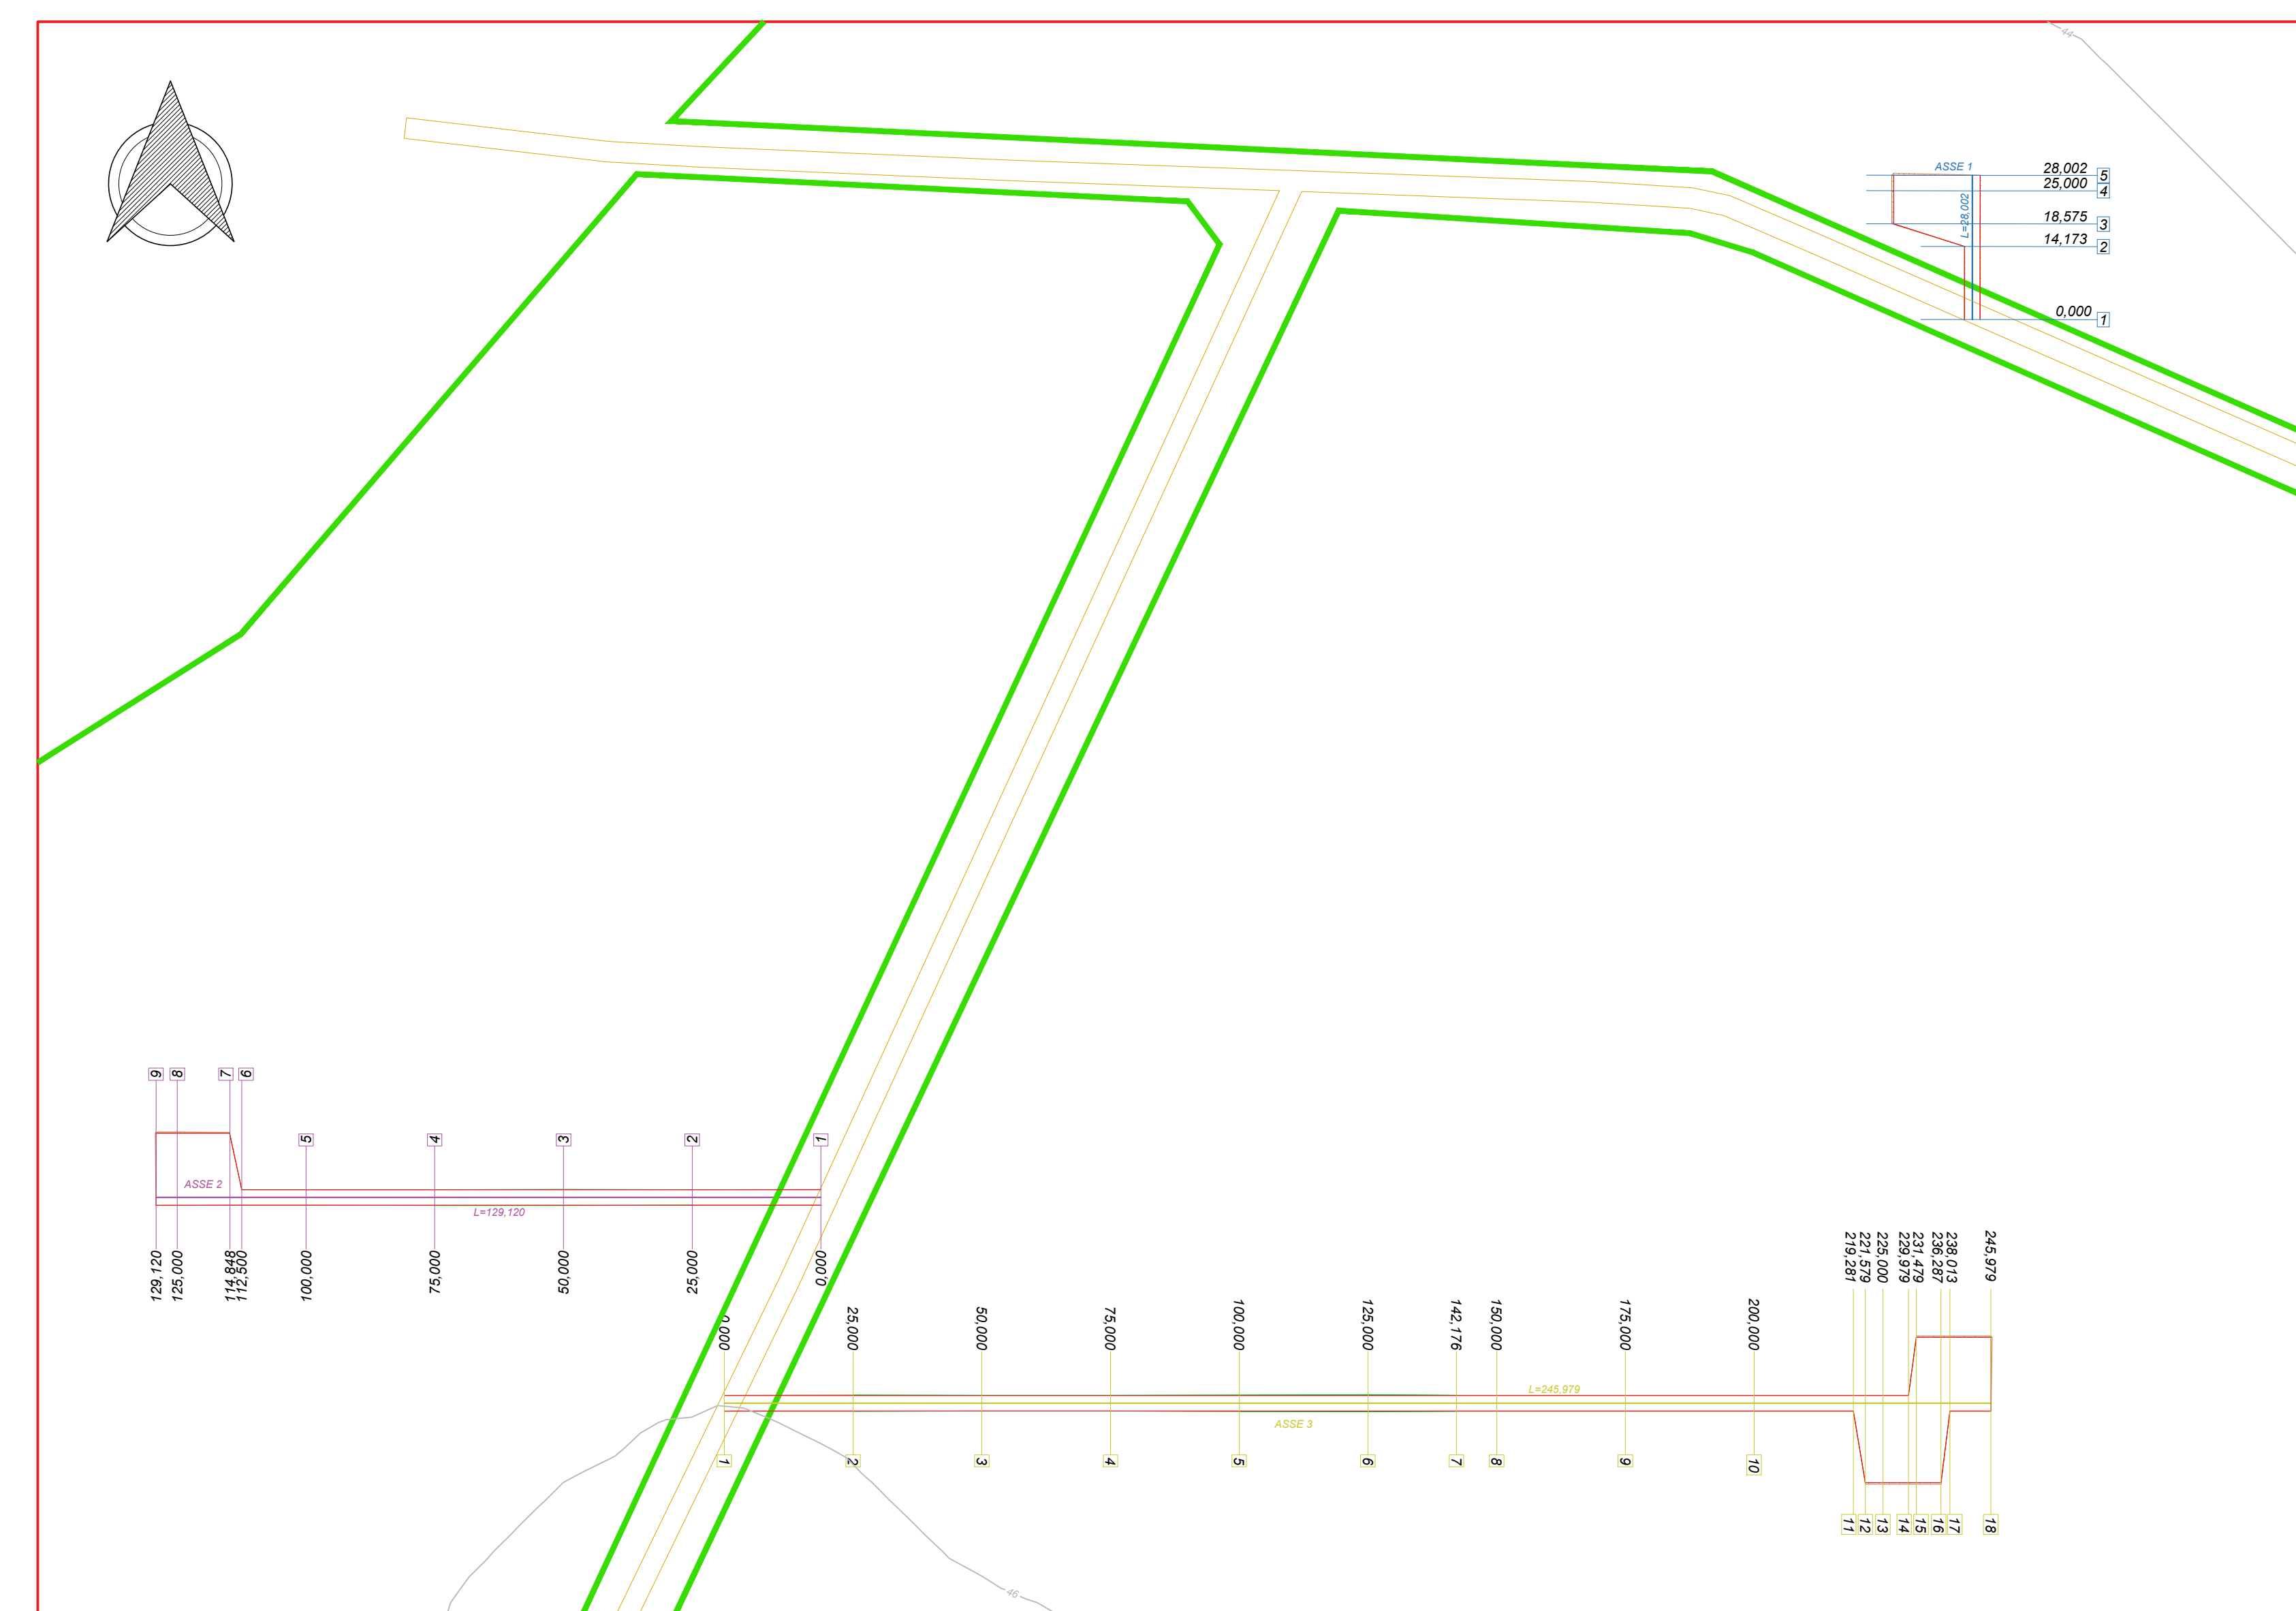 44
ASSE 1
28,002 5
25,000 4
18,575 3
14,173 2
0,000 1
L=28,002
9 8 7 6
5 4 3 2 1
ASSE 2
L=129,120
129,120 125,000 114,848 112,500 100,000 75,000 50,000 25,000 0,000
219,281 221,579 225,000 229,979 231,479 236,287 238,013 245,979
0,000 25,000 50,000 75,000 100,000 125,000 142,176 150,000 175,000 200,000
L=245,979
ASSE 3
1 2 3 4 5 6 7 8 9 10
11 12 13 14 15 16 17 18
46